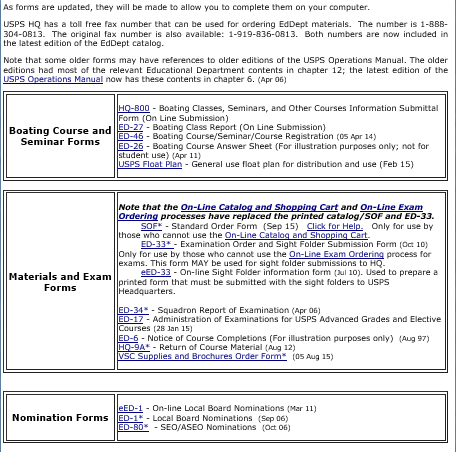 As forms are updated, they will be made to allow you to complete them on your computer.
USPS HQ has a toll free fax number that can be used for ordering EdDept materials. The number is 1-888-
304-0813. The original fax number is also available: 1-919-836-0813. Both numbers are now included in
the latest edition of the EdDept catalog.
Note that some older forms may have references to older editions of the USPS Operations Manual. The older
editions had most of the relevant Educational Department contents in chapter 12; the latest edition of the
USPS Operations Manual now has these contents in chapter 6. (Apr 06)
Boating Course and
Seminar Forms
HQ-800 - Boating Classes, Seminars, and Other Courses Information Submittal
Form (On Line Submission)
ED-27 - Boating Class Report (On Line Submission)
ED-46 - Boating Course/Seminar/Course Registration (05 Apr 14)
ED-26 - Boating Course Answer Sheet (For illustration purposes only; not for
student use) (Apr 11)
USPS Float Plan - General use float plan for distribution and use (Feb 15)
Materials and Exam
Forms
Note that the On-Line Catalog and Shopping Cart and On-Line Exam
Ordering processes have replaced the printed catalog/SOF and ED-33.
SOF* - Standard Order Form (Sep 15) Click for Help. Only for use by
those who cannot use the On-Line Catalog and Shopping Cart.
ED-33* - Examination Order and Sight Folder Submission Form (Oct 10)
Only for use by those who cannot use the On-Line Exam Ordering process for
exams. This form MAY be used for sight folder submissions to HQ.
eED-33 - On-line Sight Folder information form (Jul 10). Used to prepare a
printed form that must be submitted with the sight folders to USPS
Headquarters.
ED-34* - Squadron Report of Examination (Apr 06)
ED-17 - Administration of Examinations for USPS Advanced Grades and Elective
Courses (28 Jan 15)
ED-6 - Notice of Course Completions (For illustration purposes only) (Aug 97)
HQ-9A* - Return of Course Material (Aug 12)
VSC Supplies and Brochures Order Form* (05 Aug 15)
Nomination Forms
eED-1 - On-line Local Board Nominations (Mar 11)
ED-1* - Local Board Nominations (Sep 06)
ED-80* - SEO/ASEO Nominations (Oct 06)